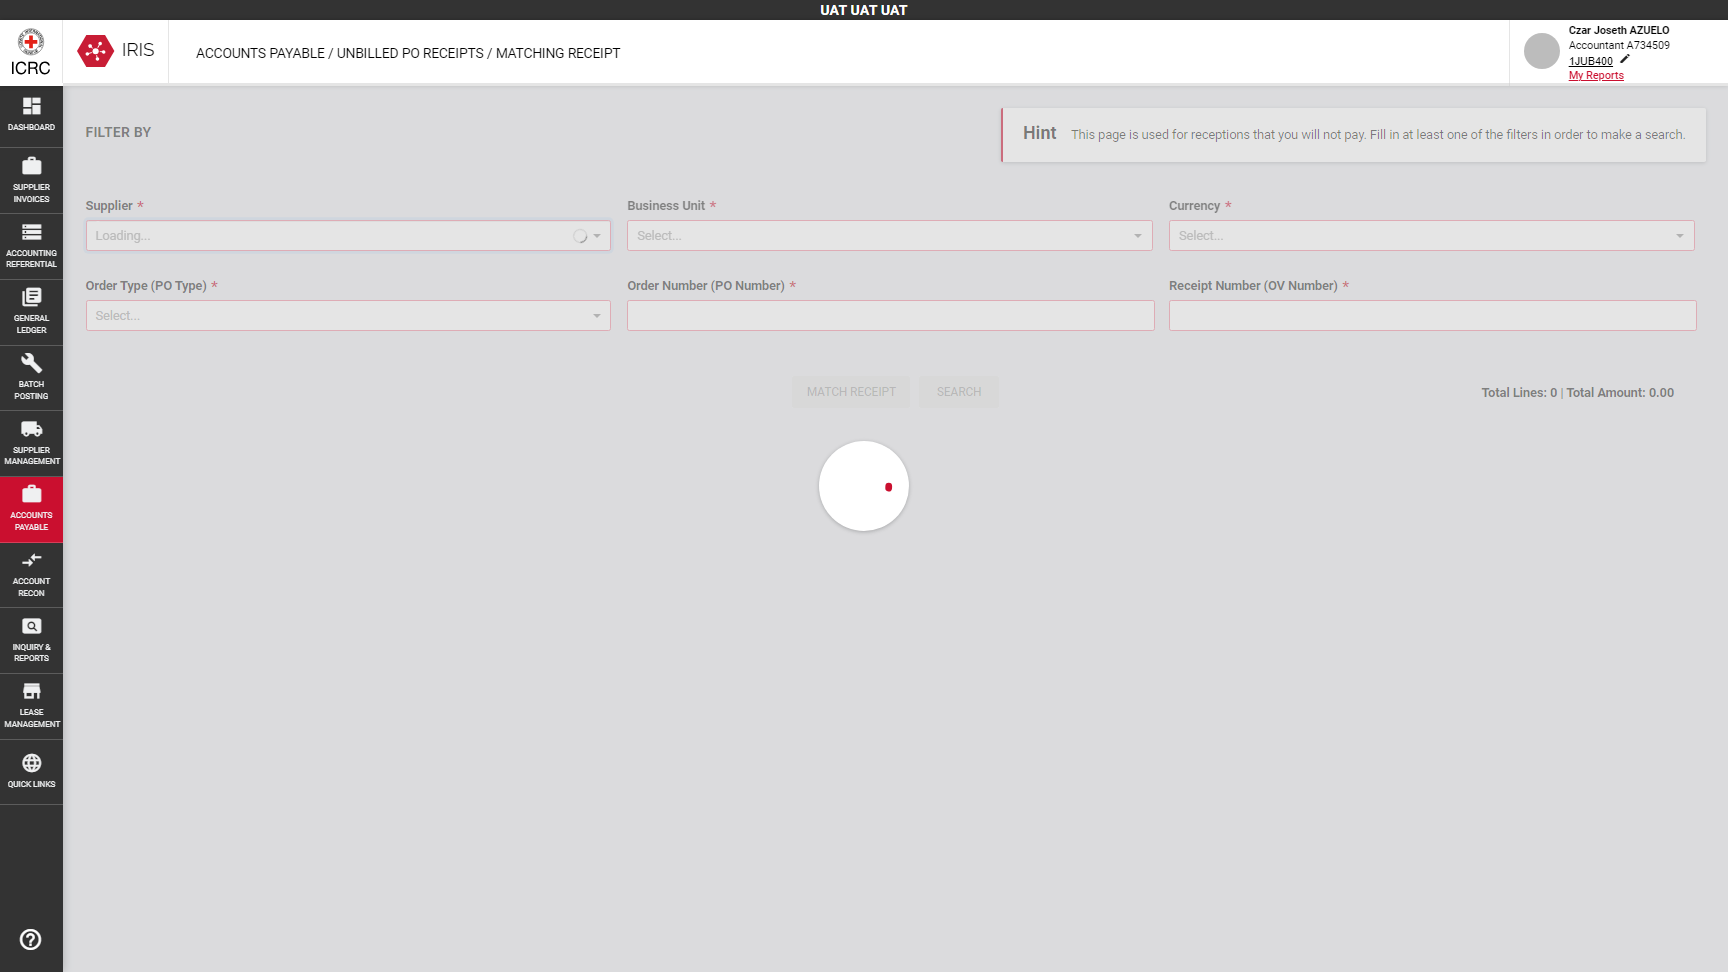 UAT UAT UAT
ICRC
IRIS
ACCOUNTS PAYABLE / UNBILLED PO RECEIPTS / MATCHING RECEIPT
Czar Joseth AZUELO
Accountant A734509
1JUB400
My Reports
DASHBOARD
SUPPLIER
INVOICES
ACCOUNTING
REFERENTIAL
GENERAL
LEDGER
BATCH
POSTING
SUPPLIER
MANAGEMENT
ACCOUNTS
PAYABLE
ACCOUNT
RECON
INQUIRY &
REPORTS
LEASE
MANAGEMENT
QUICK LINKS
FILTER BY
Hint This page is used for receptions that you will not pay. Fill in at least one of the filters in order to make a search.
Supplier * Business Unit * Currency *
Loading... Select... Select...
Order Type (PO Type) * Order Number (PO Number) * Receipt Number (OV Number) *
Select...
MATCH RECEIPT SEARCH Total Lines: 0 | Total Amount: 0.00